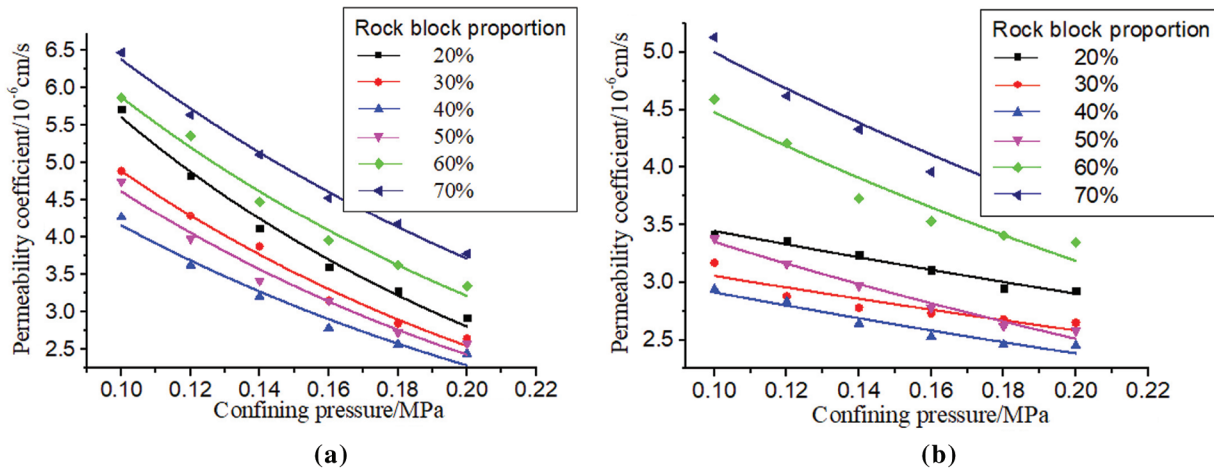 Rock block proportion
20%
30%
40%
50%
60%
70%
Permeability coefficient/10⁻⁶cm/s
6.5
6.0
5.5
5.0
4.5
4.0
3.5
3.0
2.5
0.10 0.12 0.14 0.16 0.18 0.20 0.22
Confining pressure/MPa
(a)
Rock block proportion
20%
30%
40%
50%
60%
70%
Permeability coefficient/10⁻⁶cm/s
5.0
4.5
4.0
3.5
3.0
2.5
0.10 0.12 0.14 0.16 0.18 0.20 0.22
Confining pressure/MPa
(b)